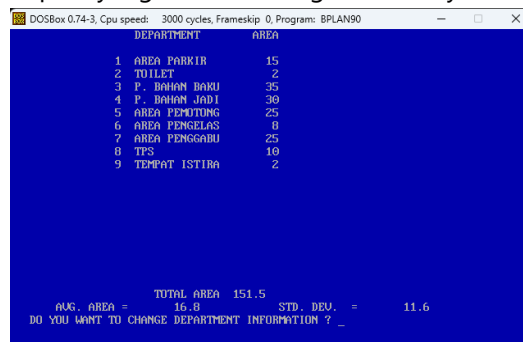 DOSBox 0.74-3, Cpu speed: 3000 cycles, Frameskip 0, Program: BPLAN90
DEPARTMENT AREA
1 AREA PARKIR 15
2 TOILET 2
3 P. BAHAN BAKU 35
4 P. BAHAN JADI 30
5 AREA PEMOTONG 25
6 AREA PENGELAS 8
7 AREA PENGGABU 25
8 TPS 10
9 TEMPAT ISTIRA 2
TOTAL AREA 151.5
AVG. AREA = 16.8 STD. DEV. = 11.6
DO YOU WANT TO CHANGE DEPARTMENT INFORMATION ? _